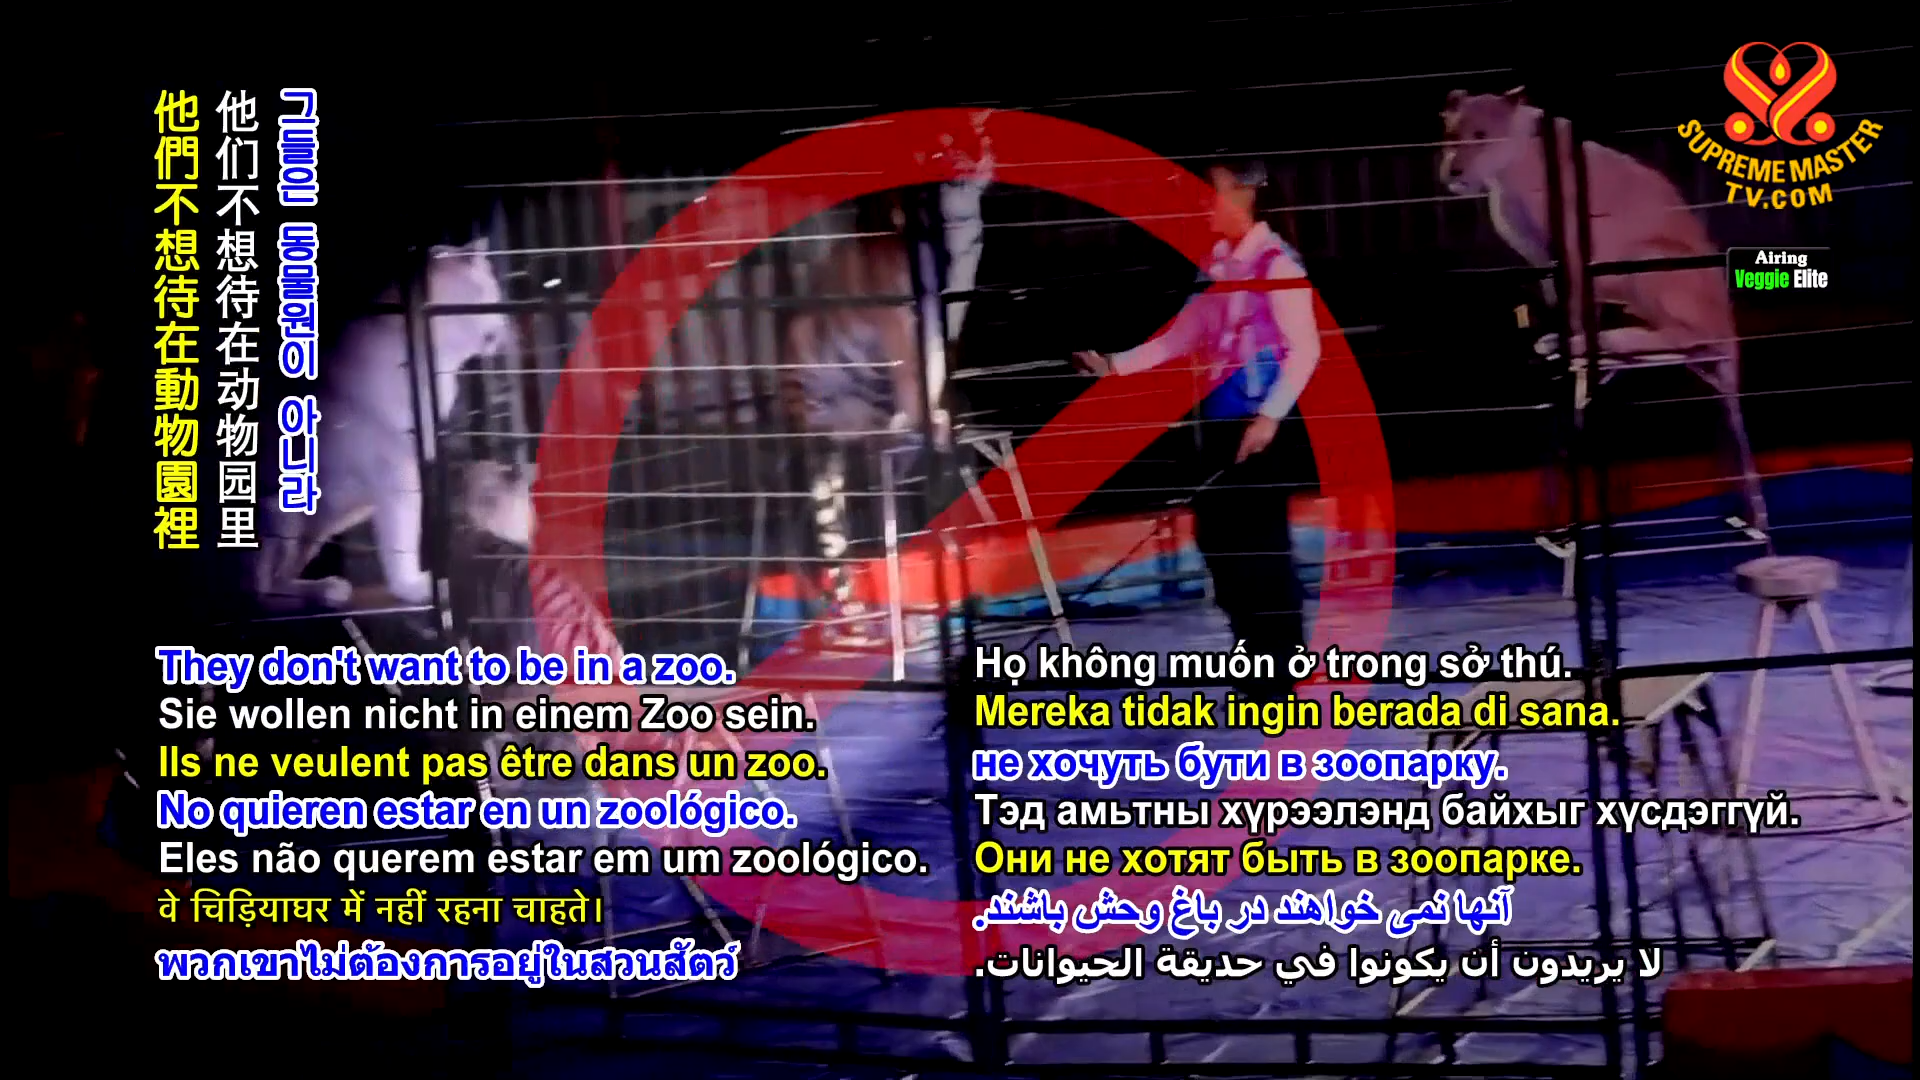 他們不想待在動物園裡
他们不想待在动物园里
그들은 동물원이 아니라
SUPREME MASTER
TV.COM
Airing
Veggie Elite
They don't want to be in a zoo.
Sie wollen nicht in einem Zoo sein.
Ils ne veulent pas être dans un zoo.
No quieren estar en un zoológico.
Eles não querem estar em um zoológico.
वे चिड़ियाघर में नहीं रहना चाहते।
พวกเขาไม่ต้องการอยู่ในสวนสัตว์
Họ không muốn ở trong sở thú.
Mereka tidak ingin berada di sana.
не хочуть бути в зоопарку.
Тэд амьтны хүрээлэнд байхыг хүсдэггүй.
Они не хотят быть в зоопарке.
آنها نمی خواهند در باغ وحش باشند.
لا يريدون أن يكونوا في حديقة الحيوانات.